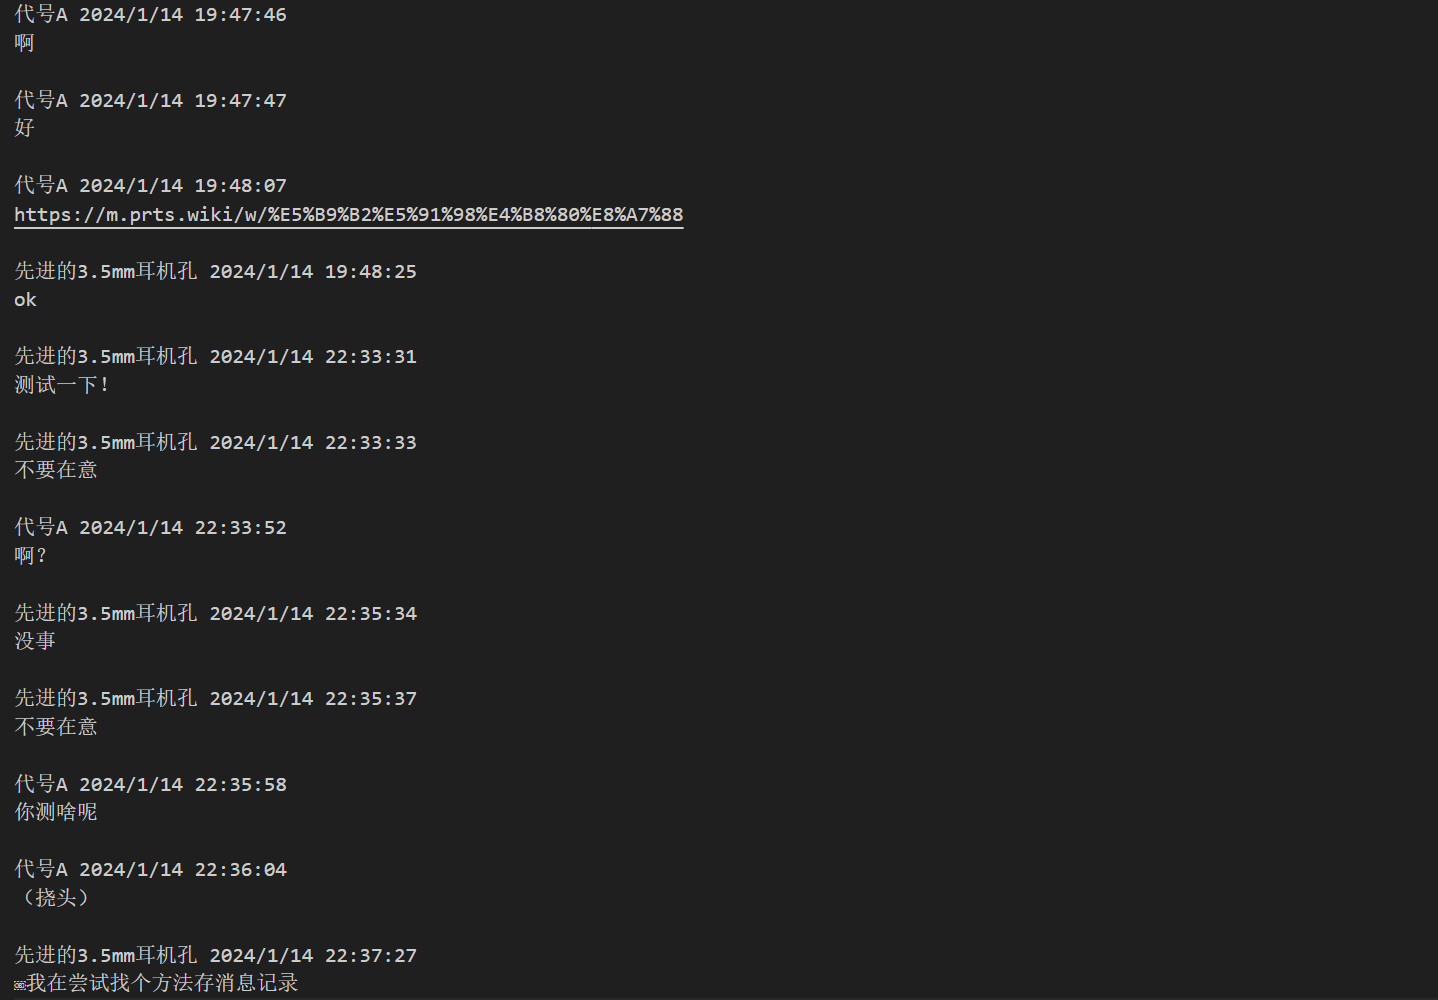 代号A 2024/1/14 19:47:46
啊
代号A 2024/1/14 19:47:47
好
代号A 2024/1/14 19:48:07
https://m.prts.wiki/w/%E5%B9%B2%E5%91%98%E4%B8%80%E8%A7%88
先进的3.5mm耳机孔 2024/1/14 19:48:25
ok
先进的3.5mm耳机孔 2024/1/14 22:33:31
测试一下!
先进的3.5mm耳机孔 2024/1/14 22:33:33
不要在意
代号A 2024/1/14 22:33:52
啊?
先进的3.5mm耳机孔 2024/1/14 22:35:34
没事
先进的3.5mm耳机孔 2024/1/14 22:35:37
不要在意
代号A 2024/1/14 22:35:58
你测啥呢
代号A 2024/1/14 22:36:04
（挠头）
先进的3.5mm耳机孔 2024/1/14 22:37:27
￼我在尝试找个方法存消息记录